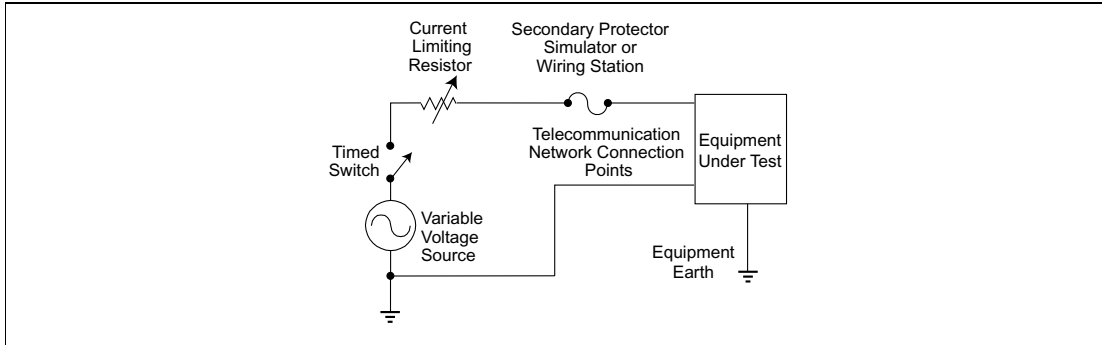 Current
Limiting
Resistor
Secondary Protector
Simulator or
Wiring Station
Timed
Switch
Telecommunication
Network Connection
Points
Equipment
Under Test
Variable
Voltage
Source
Equipment
Earth